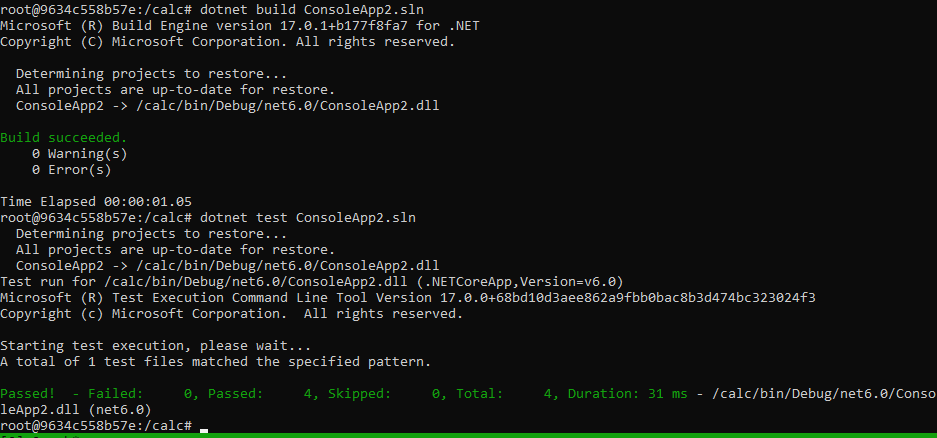 root@9634c558b57e:/calc# dotnet build ConsoleApp2.sln
Microsoft (R) Build Engine version 17.0.1+b177f8fa7 for .NET
Copyright (C) Microsoft Corporation. All rights reserved.
  Determining projects to restore...
  All projects are up-to-date for restore.
  ConsoleApp2 -> /calc/bin/Debug/net6.0/ConsoleApp2.dll
Build succeeded.
    0 Warning(s)
    0 Error(s)
Time Elapsed 00:00:01.05
root@9634c558b57e:/calc# dotnet test ConsoleApp2.sln
  Determining projects to restore...
  All projects are up-to-date for restore.
  ConsoleApp2 -> /calc/bin/Debug/net6.0/ConsoleApp2.dll
Test run for /calc/bin/Debug/net6.0/ConsoleApp2.dll (.NETCoreApp,Version=v6.0)
Microsoft (R) Test Execution Command Line Tool Version 17.0.0+68bd10d3aee862a9fbb0bac8b3d474bc323024f3
Copyright (c) Microsoft Corporation.  All rights reserved.
Starting test execution, please wait...
A total of 1 test files matched the specified pattern.
Passed!  - Failed:     0, Passed:     4, Skipped:     0, Total:     4, Duration: 31 ms - /calc/bin/Debug/net6.0/Conso
leApp2.dll (net6.0)
root@9634c558b57e:/calc#